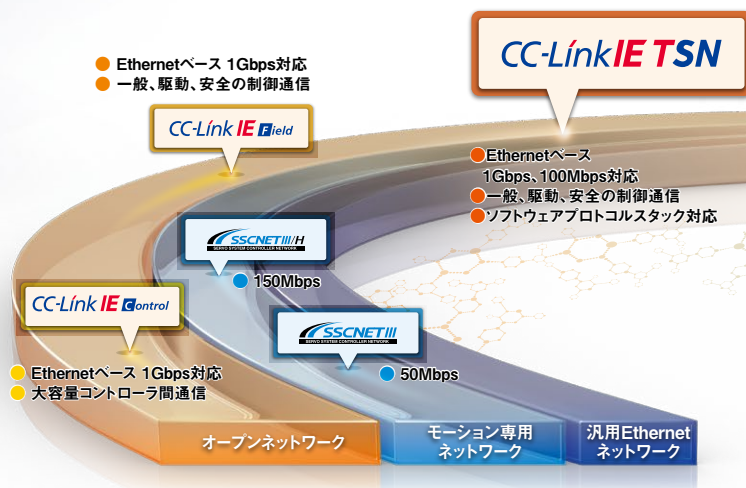 Ethernetベース 1Gbps対応
一般、駆動、安全の制御通信
CC-Link IE Field
CC-Link IE TSN
Ethernetベース
1Gbps、100Mbps対応
一般、駆動、安全の制御通信
ソフトウェアプロトコルスタック対応
SSCNETIII/H
SERVO SYSTEM CONTROLLER NETWORK
150Mbps
CC-Link IE Control
Ethernetベース 1Gbps対応
大容量コントローラ間通信
SSCNETIII
SERVO SYSTEM CONTROLLER NETWORK
50Mbps
オープンネットワーク
モーション専用
ネットワーク
汎用Ethernet
ネットワーク